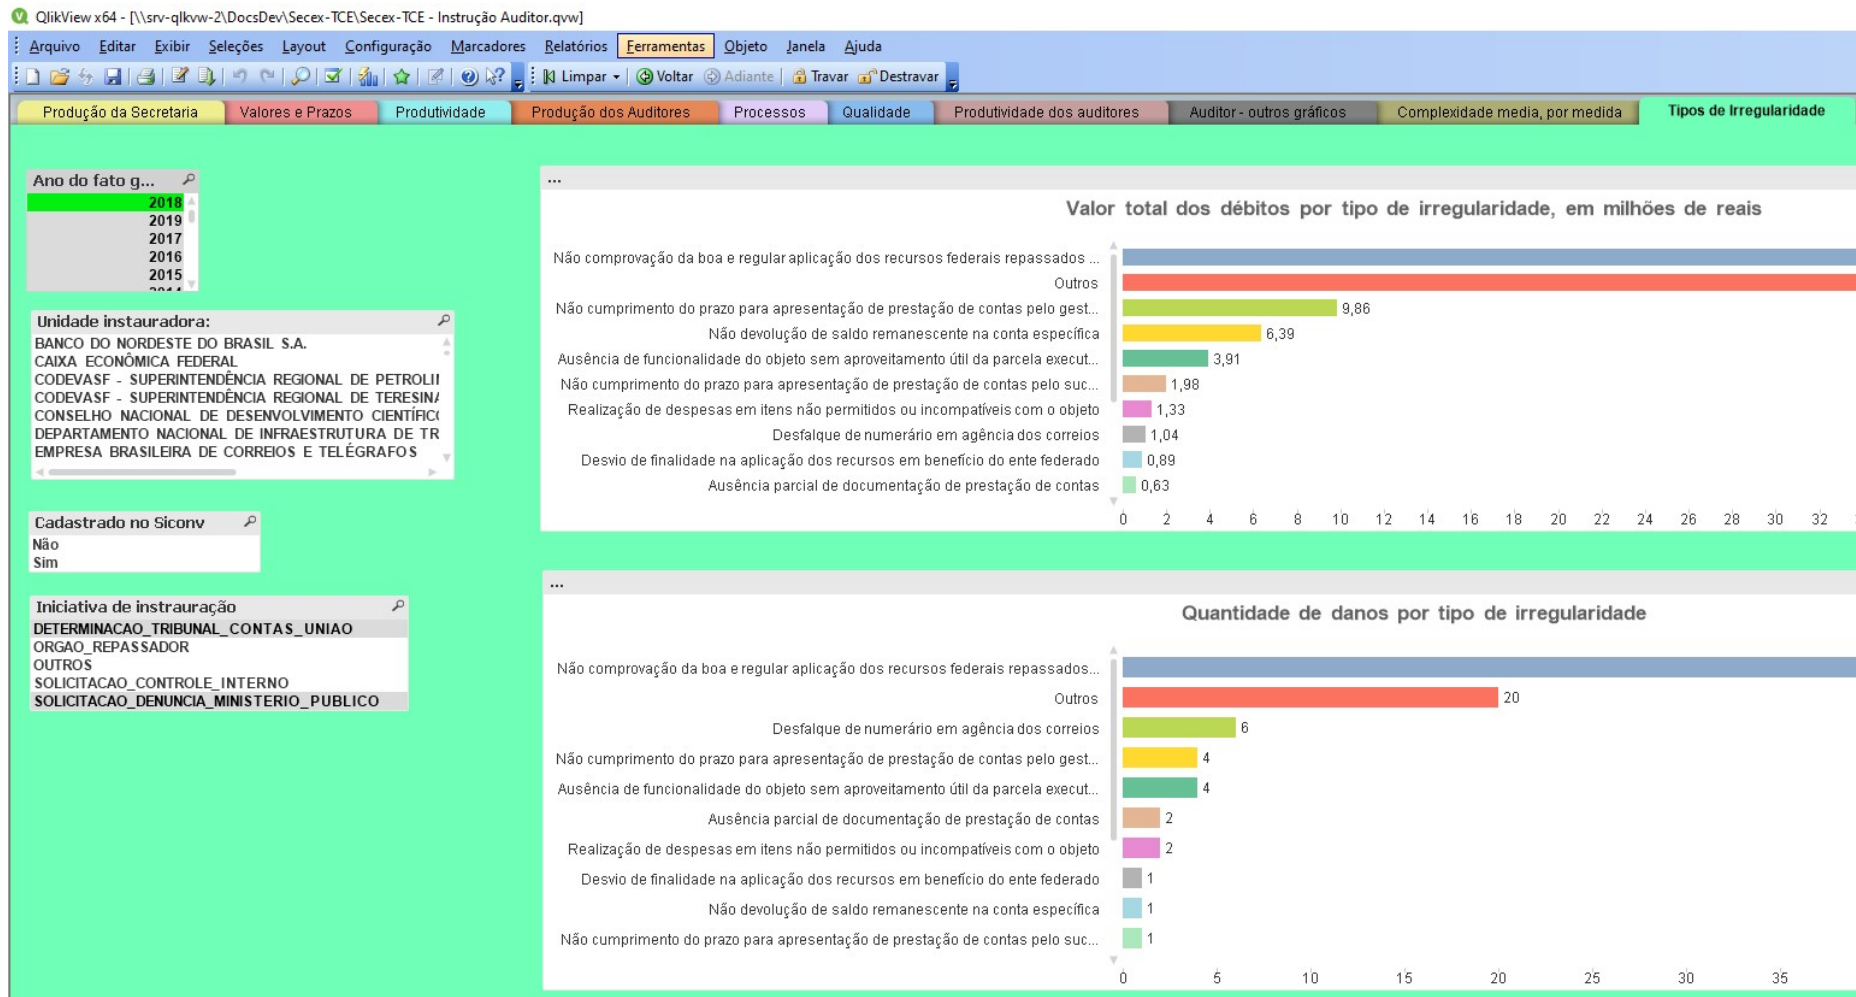 QlikView x64 - [\\srv-qlkvw-2\DocsDev\Secex-TCE\Secex-TCE - Instrução Auditor.qvw]
Arquivo Editar Exibir Seleções Layout Configuração Marcadores Relatórios Ferramentas Objeto Janela Ajuda
Limpar Voltar Adiante Travar Destravar
Produção da Secretaria Valores e Prazos Produtividade Produção dos Auditores Processos Qualidade Produtividade dos auditores Auditor - outros gráficos Complexidade media, por medida Tipos de Irregularidade
Ano do fato g...
2018
2019
2017
2016
2015
2014
Unidade instauradora:
BANCO DO NORDESTE DO BRASIL S.A.
CAIXA ECONÔMICA FEDERAL
CODEVASF - SUPERINTENDÊNCIA REGIONAL DE
CODEVASF - SUPERINTENDÊNCIA REGIONAL DE
CONSELHO NACIONAL DE DESENVOLVIMENTO
DEPARTAMENTO NACIONAL DE INFRAESTRUTURA DE TR
EMPRESA BRASILEIRA DE CORREIOS E TELÉGRAFOS
Cadastrado no Siconv
Não
Sim
Iniciativa de instrauração
DETERMINACAO_TRIBUNAL_CONTAS_UNIAO
ORGAO_REPASSADOR
OUTROS
SOLICITACAO_CONTROLE_INTERNO
SOLICITACAO_DENUNCIA_MINISTERIO_PUBLICO
...
Valor total dos débitos por tipo de irregularidade, em milhões de reais
Não comprovação da boa e regular aplicação dos recursos federais repassados ...
Outros
Não cumprimento do prazo para apresentação de prestação de contas pelo gest... 9,86
Não devolução de saldo remanescente na conta específica 6,39
Ausência de funcionalidade do objeto sem aproveitamento útil da parcela execut... 3,91
Não cumprimento do prazo para apresentação de prestação de contas pelo suc... 1,98
Realização de despesas em itens não permitidos ou incompatíveis com o objeto 1,33
Desfalque de numerário em agência dos correios 1,04
Desvio de finalidade na aplicação dos recursos em benefício do ente federado 0,89
Ausência parcial de documentação de prestação de contas 0,63
0 2 4 6 8 10 12 14 16 18 20 22 24 26 28 30 32
...
Quantidade de danos por tipo de irregularidade
Não comprovação da boa e regular aplicação dos recursos federais repassados...
Outros 20
Desfalque de numerário em agência dos correios 6
Não cumprimento do prazo para apresentação de prestação de contas pelo gest... 4
Ausência de funcionalidade do objeto sem aproveitamento útil da parcela execut... 4
Ausência parcial de documentação de prestação de contas 2
Realização de despesas em itens não permitidos ou incompatíveis com o objeto 2
Desvio de finalidade na aplicação dos recursos em benefício do ente federado 1
Não devolução de saldo remanescente na conta específica 1
Não cumprimento do prazo para apresentação de prestação de contas pelo suc... 1
0 5 10 15 20 25 30 35